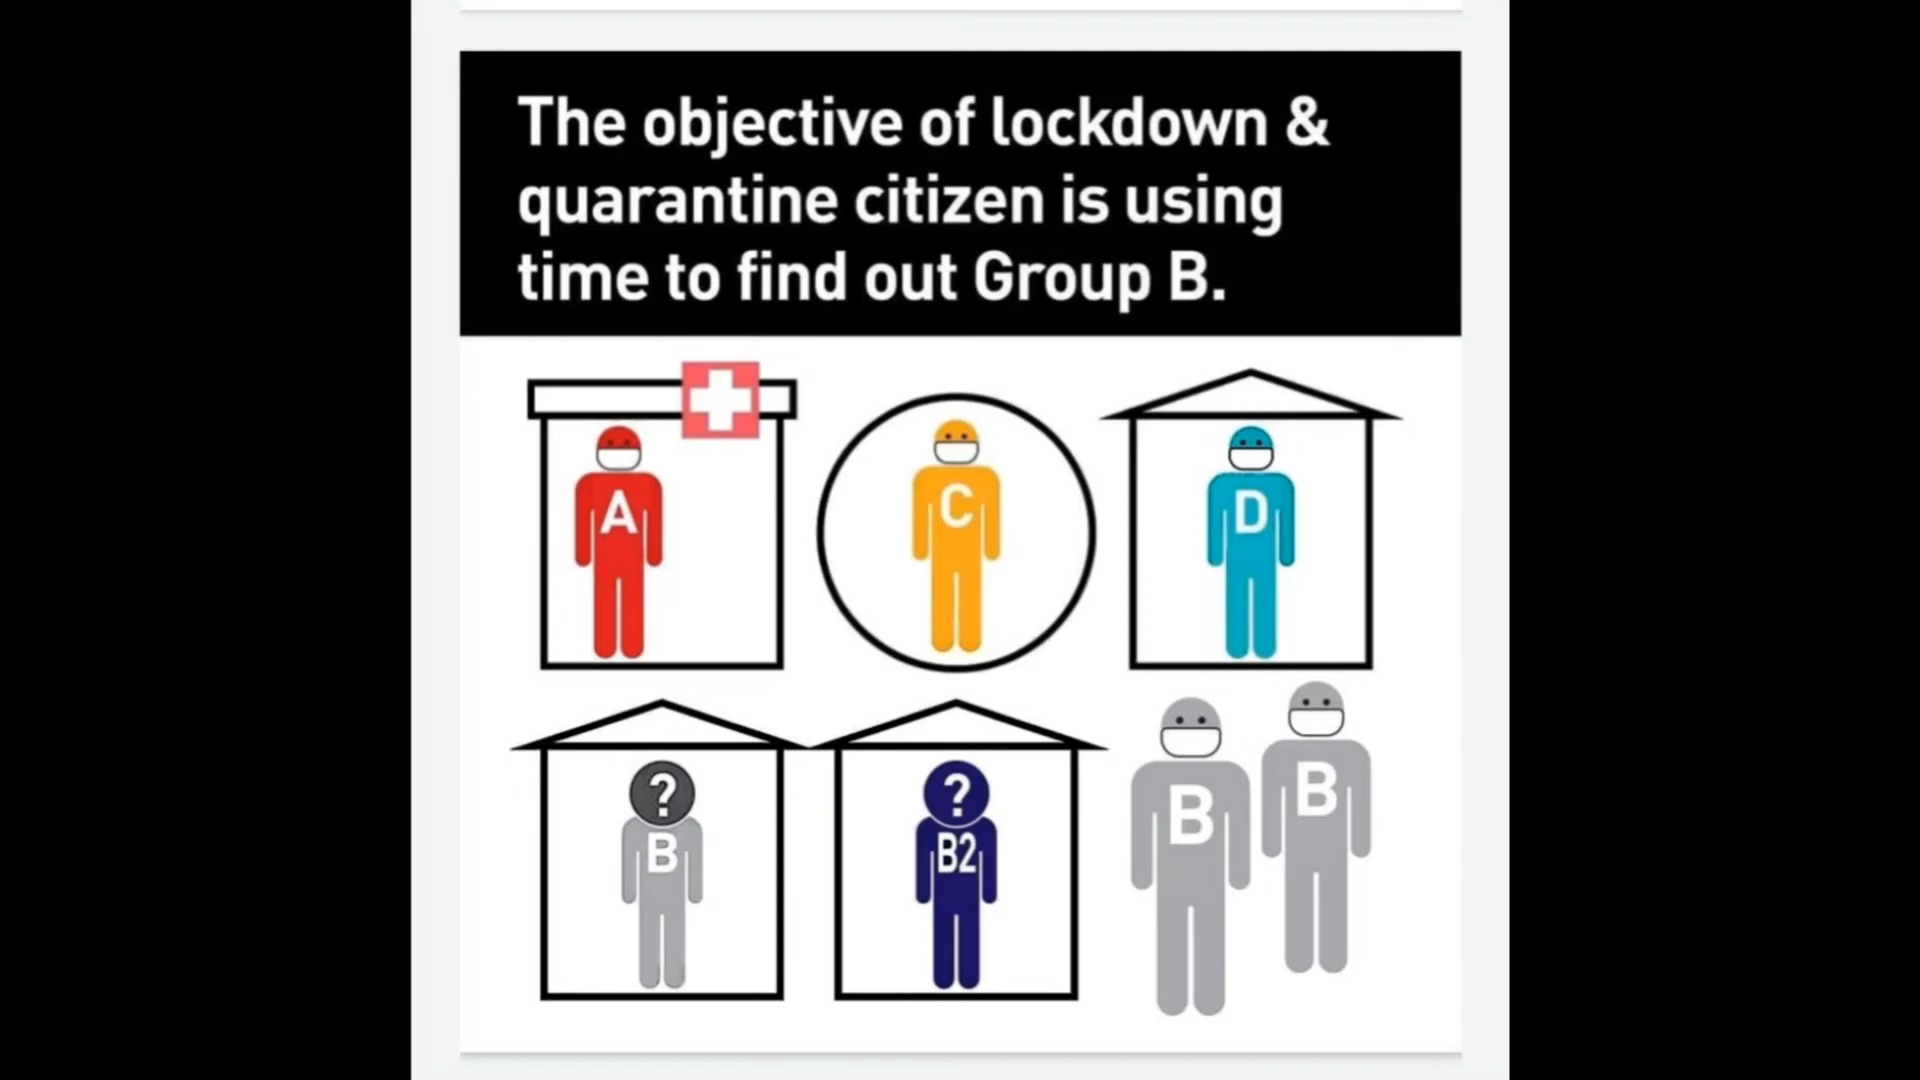 The objective of lockdown &
quarantine citizen is using
time to find out Group B.
A
C
D
?
B
?
B2
B
B